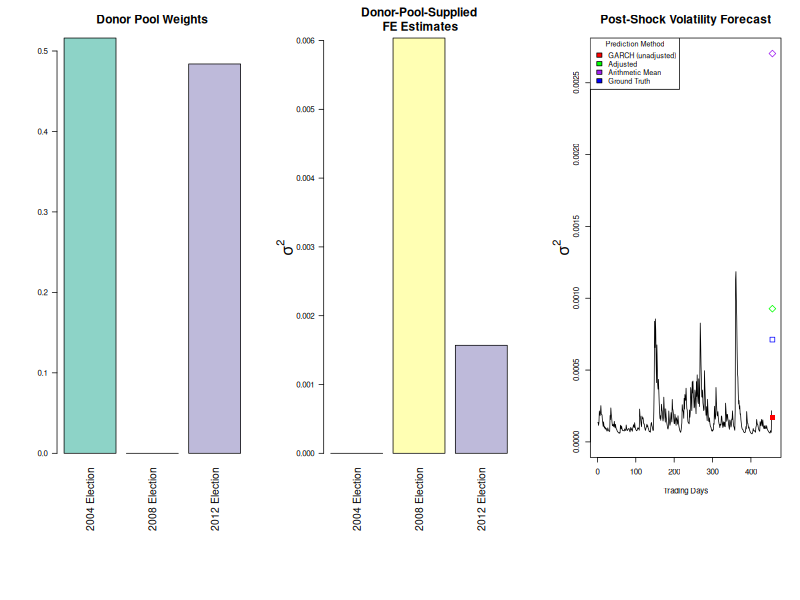 Donor Pool Weights
0.5
0.4
0.3
0.2
0.1
0.0
2004 Election
2008 Election
2012 Election
Donor-Pool-Supplied
FE Estimates
σ²
0.006
0.005
0.004
0.003
0.002
0.001
0.000
2004 Election
2008 Election
2012 Election
Post-Shock Volatility Forecast
σ²
0.0025
0.0020
0.0015
0.0010
0.0005
0.0000
Prediction Method
GARCH (unadjusted)
Adjusted
Arithmetic Mean
Ground Truth
0 100 200 300 400
Trading Days